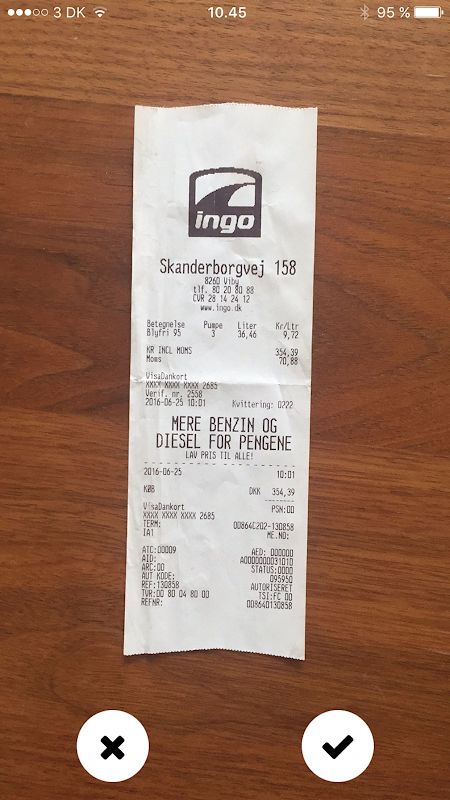 3 DK
10.45
95 %
ingo
Skanderborgvej 158
8260 Viby
tlf. 80 20 80 88
CVR 28 14 24 12
www.ingo.dk
Betegnelse Pumpe Liter Kr/Ltr
Blyfri 95 3 36,46 9,72
KR INCL MOMS 354,39
Moms 70,88
VisaDankort
XXXX XXXX XXXX 2685
Verif. nr. 2558
2016-06-25 10:01 Kvittering: 0222
MERE BENZIN OG
DIESEL FOR PENGENE
LAV PRIS TIL ALLE!
2016-06-25 10:01
KØB DKK 354,39
VisaDankort PSN:00
XXXX XXXX XXXX 2685
TERM: 00864C202-130858
IA1 ME.NO:
ATC:00009 AED: 000000
AID: A0000000031010
ARC:00 STATUS:0000
AUT KODE: 095950
REF:130858 AUTORISERET
TVR:00 80 04 80 00 TSI:FC 00
REFNR: 008640130858